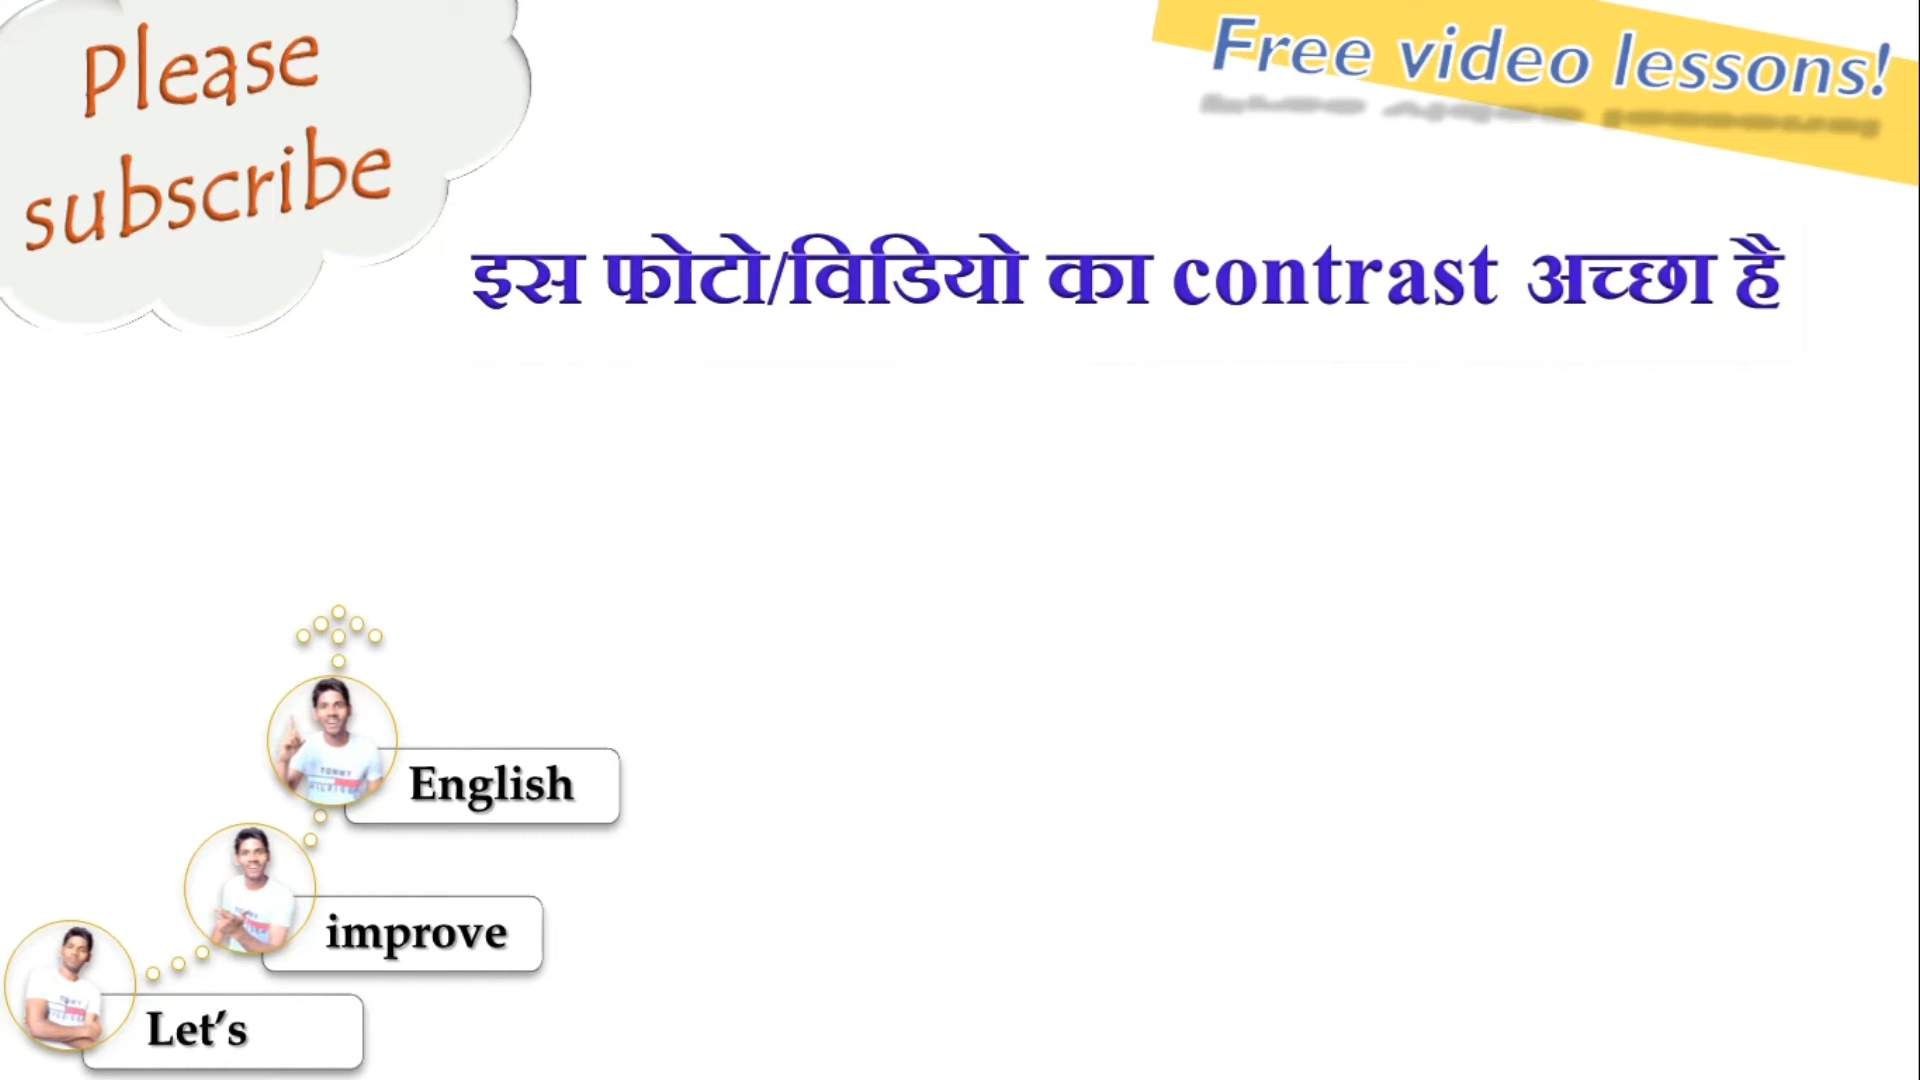 Please
subscribe
Free video lessons!
इस फोटो/विडियो का contrast अच्छा है
English
improve
Let's